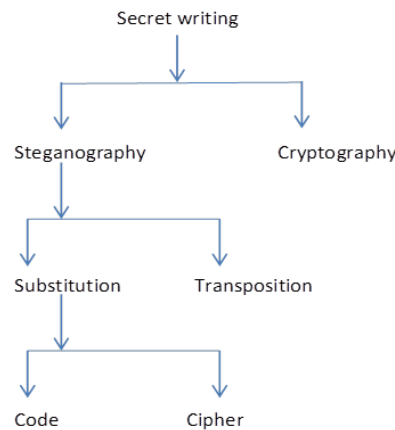 Secret writing
Steganography Cryptography
Substitution Transposition
Code Cipher